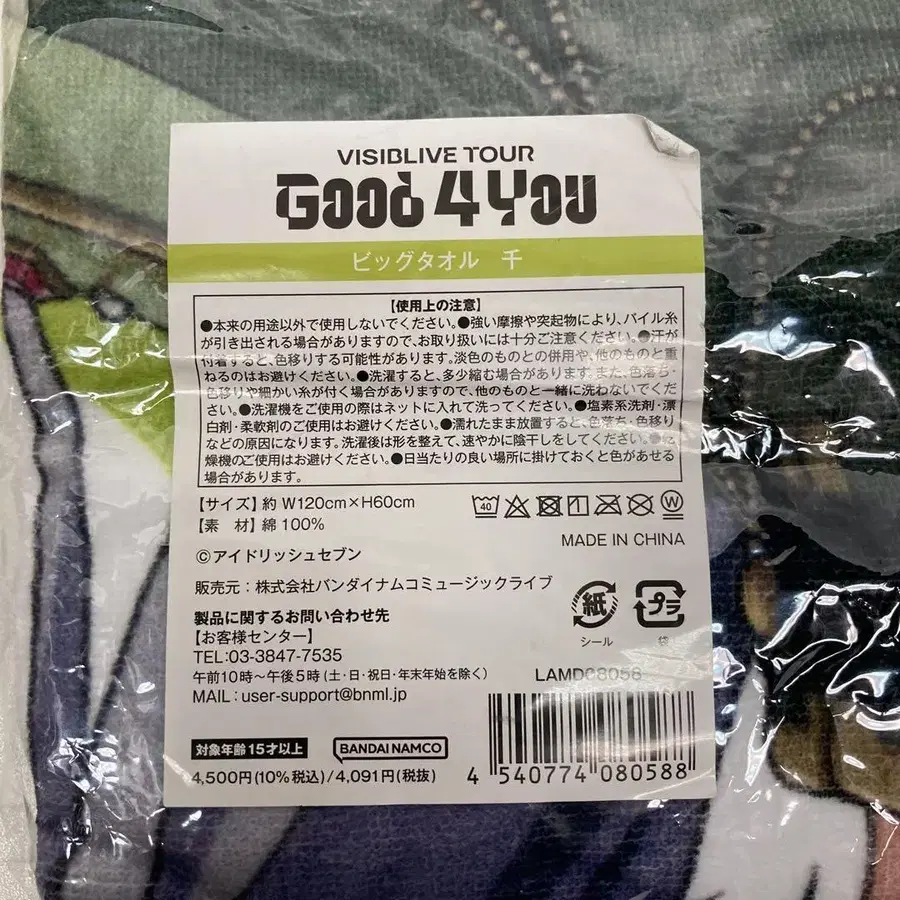 VISIBLIVE TOUR
GOOD 4 YOU
ビッグタオル 千
【使用上の注意】
●本来の用途以外で使用しないでください。●強い摩擦や突起物により、パイル糸
が引き出される場合がありますので、お取り扱いには十分ご注意ください。●汗が
付着すると、色移りする可能性があります。淡色のものとの併用や、他のものと重
ねるのはお避けください。●洗濯すると、多少縮む場合があります。また、色落ち・
色移りや細かい糸が付く場合がありますので、他のものと一緒に洗わないでくだ
さい。●洗濯機をご使用の際はネットに入れて洗ってください。●塩素系洗剤・漂
白剤・柔軟剤のご使用はお避けください。●濡れたまま放置すると、色落ち・色移り
などの原因になります。洗濯後は形を整えて、速やかに陰干しをしてください。●乾
燥機のご使用はお避けください。●日当たりの良い場所に掛けておくと色があせる
場合があります。
【サイズ】約 W120cm×H60cm
40
W
【素 材】綿 100%
MADE IN CHINA
©アイドリッシュセブン
販売元：株式会社バンダイナムコミュージックライブ
製品に関するお問い合わせ先
【お客様センター】
TEL:03-3847-7535
午前10時～午後5時(土・日・祝日・年末年始を除く)
MAIL：user-support@bnml.jp
紙
シール
プラ
袋
LAMD08058
対象年齢15才以上
BANDAI NAMCO
4,500円(10%税込)/4,091円(税抜)
4 540774 080588